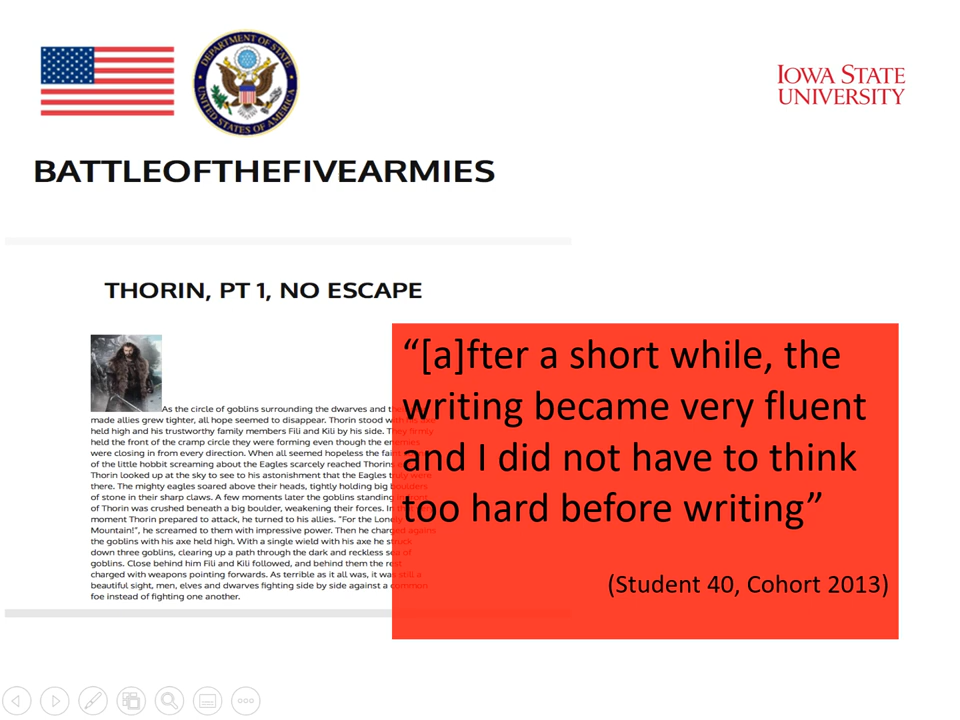 DEPARTMENT OF STATE
UNITED STATES OF AMERICA
IOWA STATE
UNIVERSITY
BATTLEOFTHEFIVEARMIES
THORIN, PT 1, NO ESCAPE
As the circle of goblins surrounding the dwarves and
made allies grew tighter, all hope seemed to disappear. Thorin stood with his axe
held high and his trustworthy family members Fili and Kili by his side. They firmly
held the front of the cramp circle they were forming even though the enemies
were closing in from every direction. When all seemed hopeless the faint
of the little hobbit screaming about the Eagles scarcely reached Thorins
Thorin looked up at the sky to see to his astonishment that the Eagles truly were
there. The mighty eagles soared above their heads, tightly holding big boulders
of stone in their sharp claws. A few moments later the goblins standing in front
of Thorin was crushed beneath a big boulder, weakening their forces. In
moment Thorin prepared to attack, he turned to his allies. "For the Lonely
Mountain!", he screamed to them with impressive power. Then he charged agains
the goblins with his axe held high. With a single wield with his axe he struck
down three goblins, clearing up a path through the dark and reckless sea of
goblins. Close behind him Fili and Kili followed, and behind them the rest
charged with weapons pointing forwards. As terrible as it all was, it was still a
beautiful sight, men, elves and dwarves fighting side by side against a common
foe instead of fighting one another.
“[a]fter a short while, the
writing became very fluent
and I did not have to think
too hard before writing”
(Student 40, Cohort 2013)